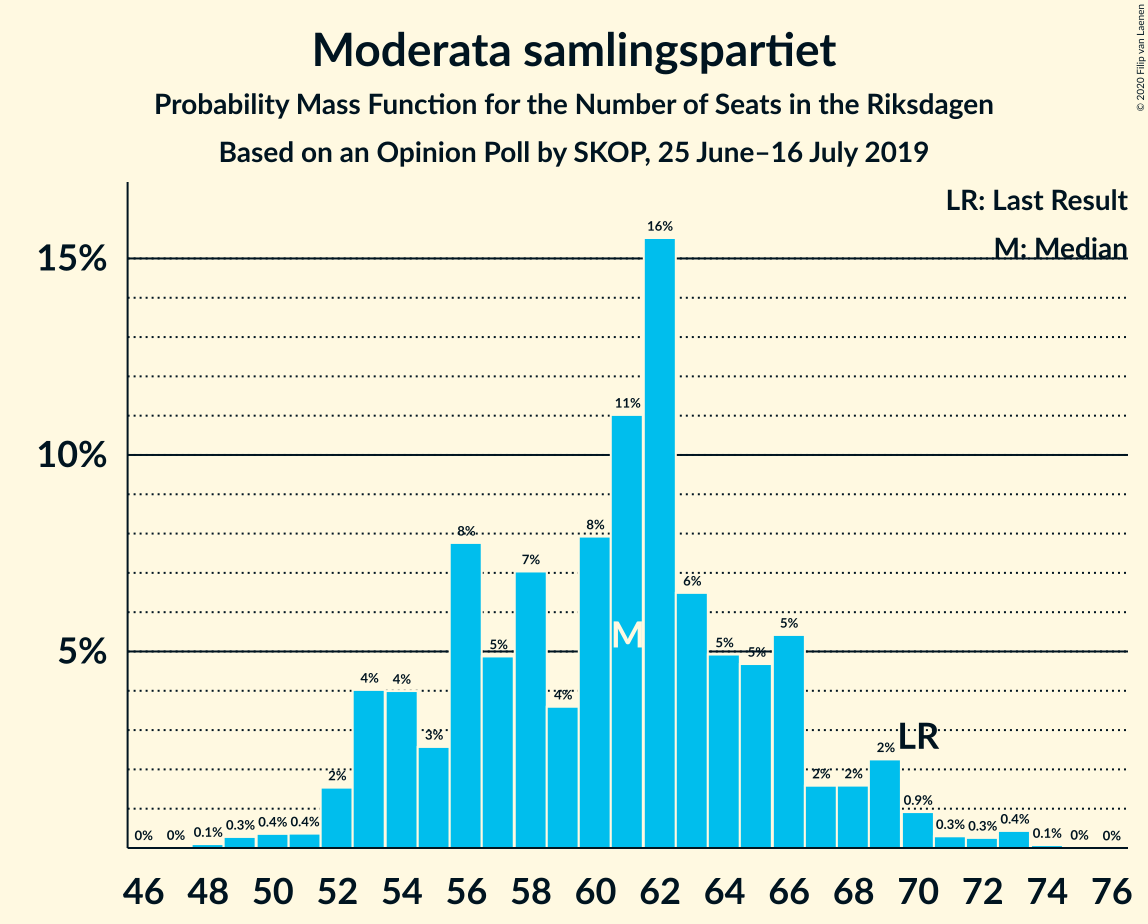 Moderata samlingspartiet
Probability Mass Function for the Number of Seats in the Riksdagen
Based on an Opinion Poll by SKOP, 25 June–16 July 2019
© 2020 Filip van Laenen
LR: Last Result
M: Median
15%
10%
5%
0% 0% 0.1% 0.3% 0.4% 0.4% 2% 4% 4% 3% 8% 5% 7% 4% 8% 11% 16% 6% 5% 5% 5% 2% 2% 2% 0.9% 0.3% 0.3% 0.4% 0.1% 0% 0%
M
LR
46 48 50 52 54 56 58 60 62 64 66 68 70 72 74 76